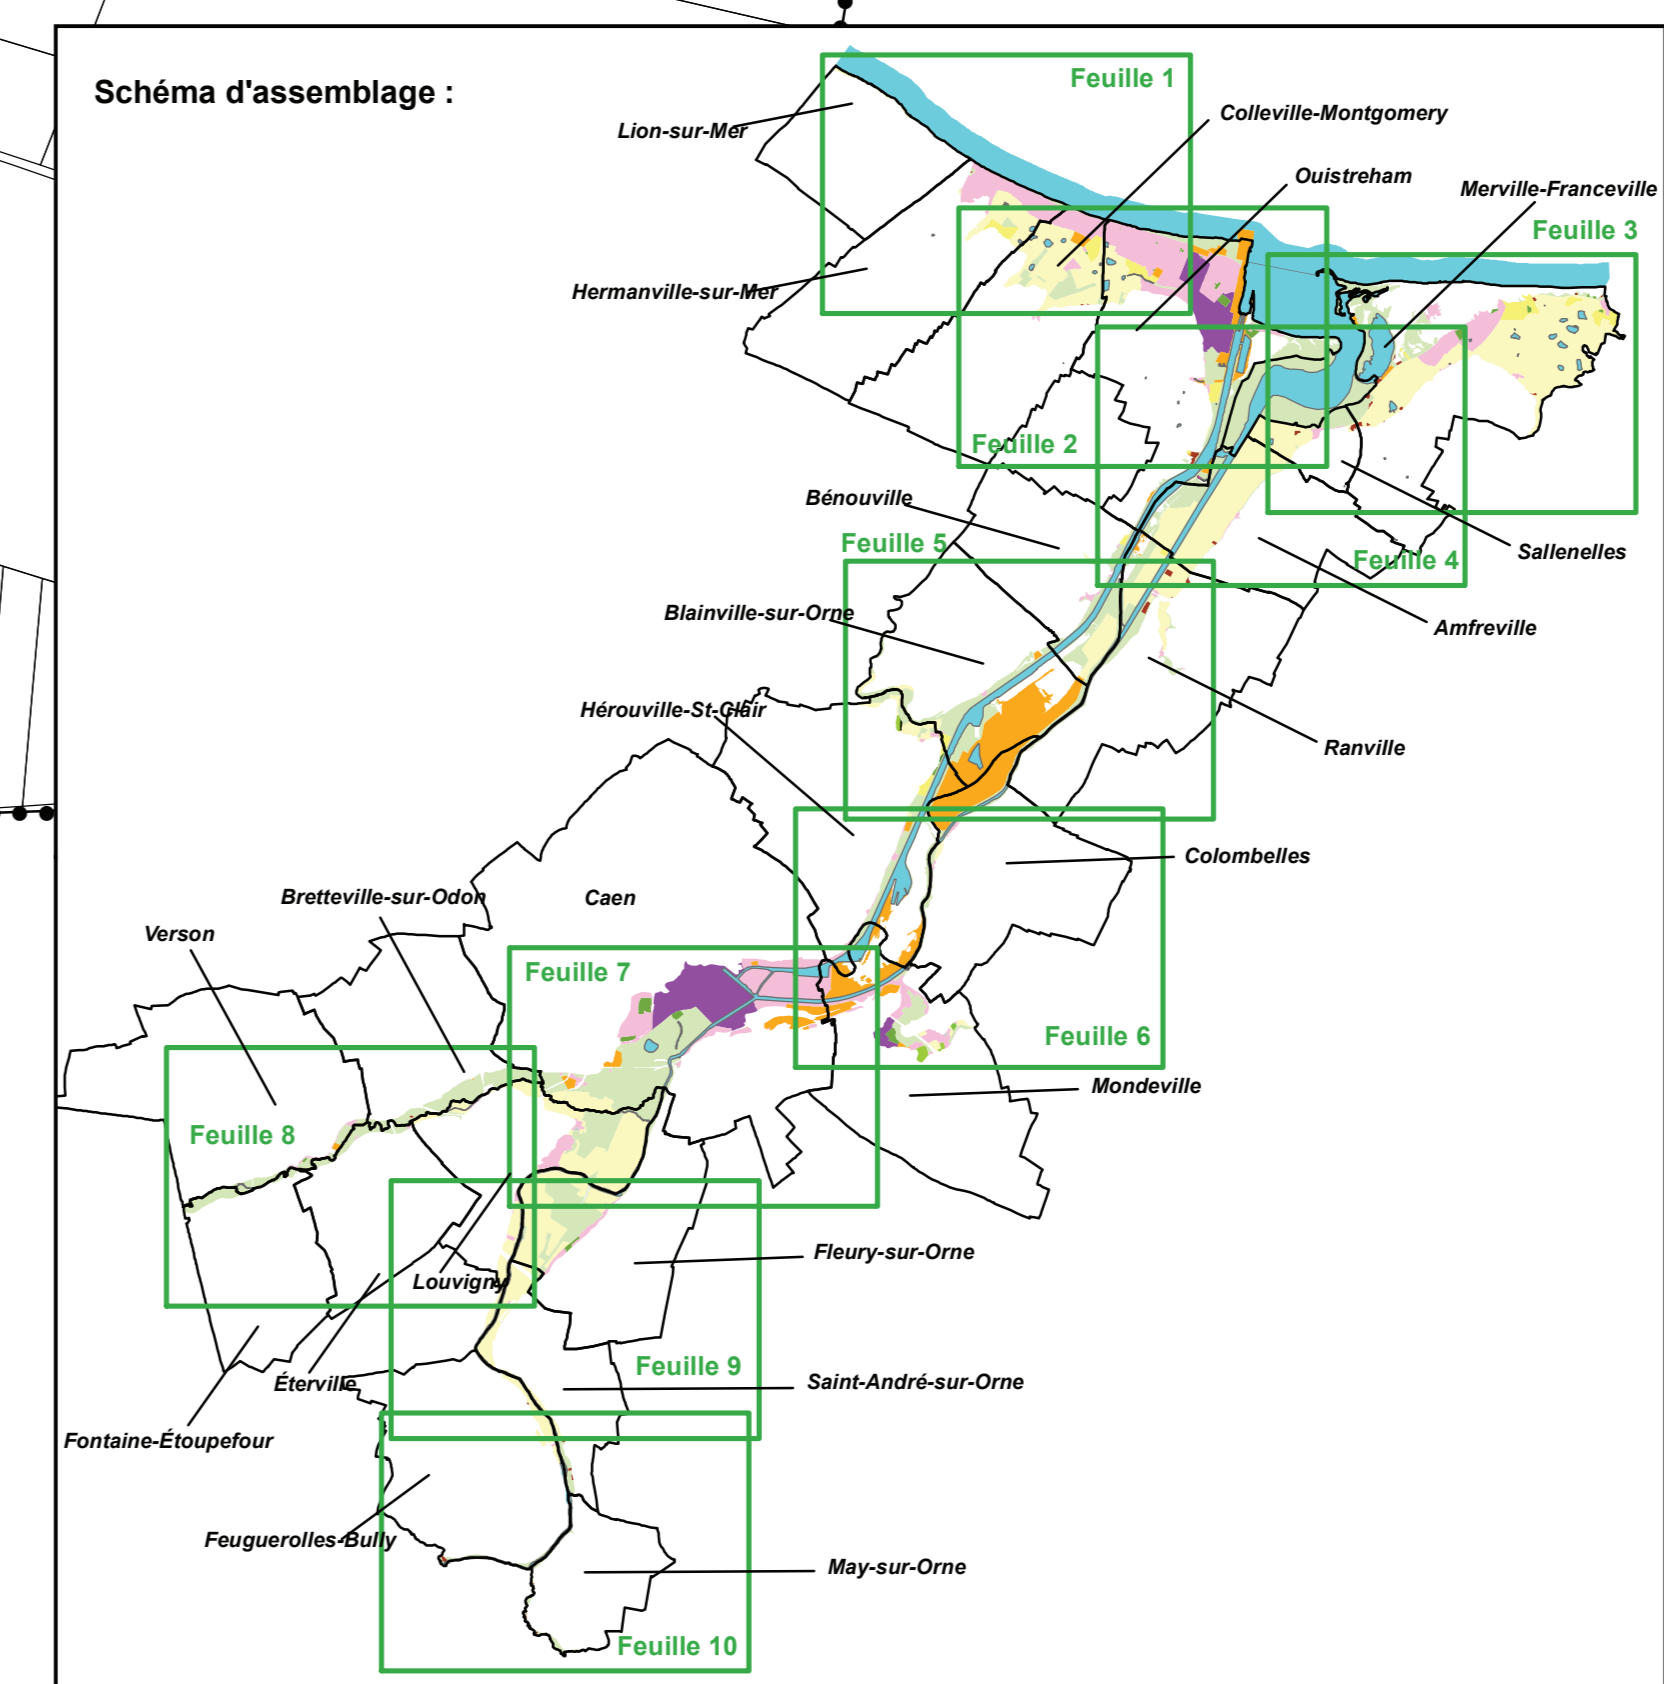 Schéma d'assemblage :
Feuille 1
Colleville-Montgomery
Lion-sur-Mer
Ouistreham
Merville-Franceville
Feuille 3
Hermanville-sur-Mer
Feuille 2
Bénouville
Feuille 5
Sallenelles
Feuille 4
Blainville-sur-Orne
Amfreville
Hérouville-St-Clair
Ranville
Colombelles
Bretteville-sur-Odon
Caen
Verson
Feuille 7
Feuille 6
Mondeville
Feuille 8
Fleury-sur-Orne
Louvigny
Feuille 9
Éterville
Saint-André-sur-Orne
Fontaine-Étoupefour
Feuguerolles-Bully
May-sur-Orne
Feuille 10